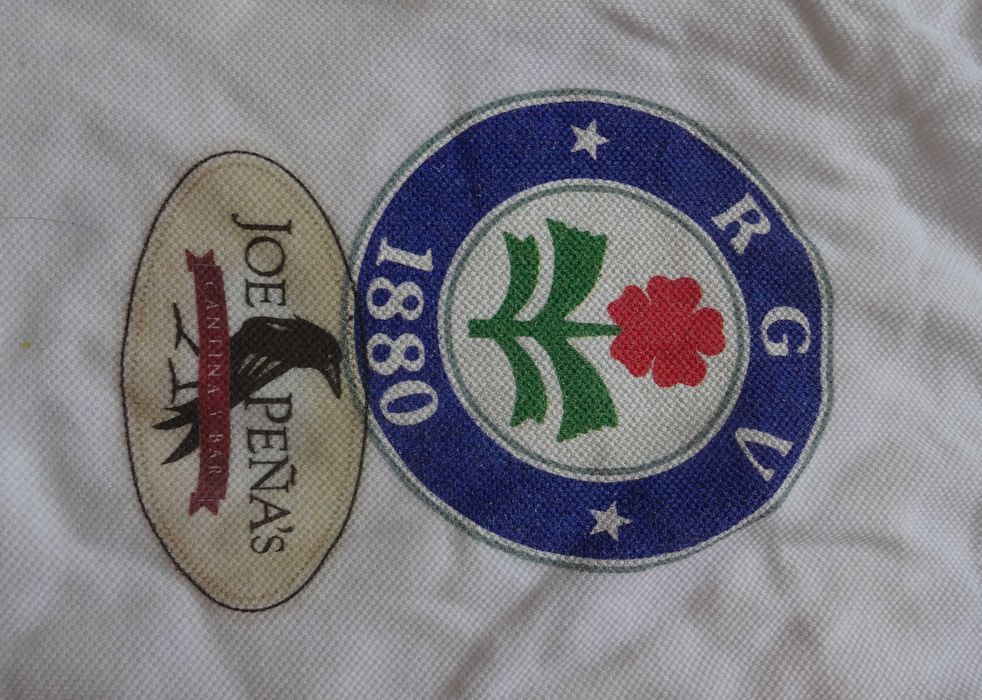 RGV
1880
JOE PEÑA'S
CANTINA Y BAR